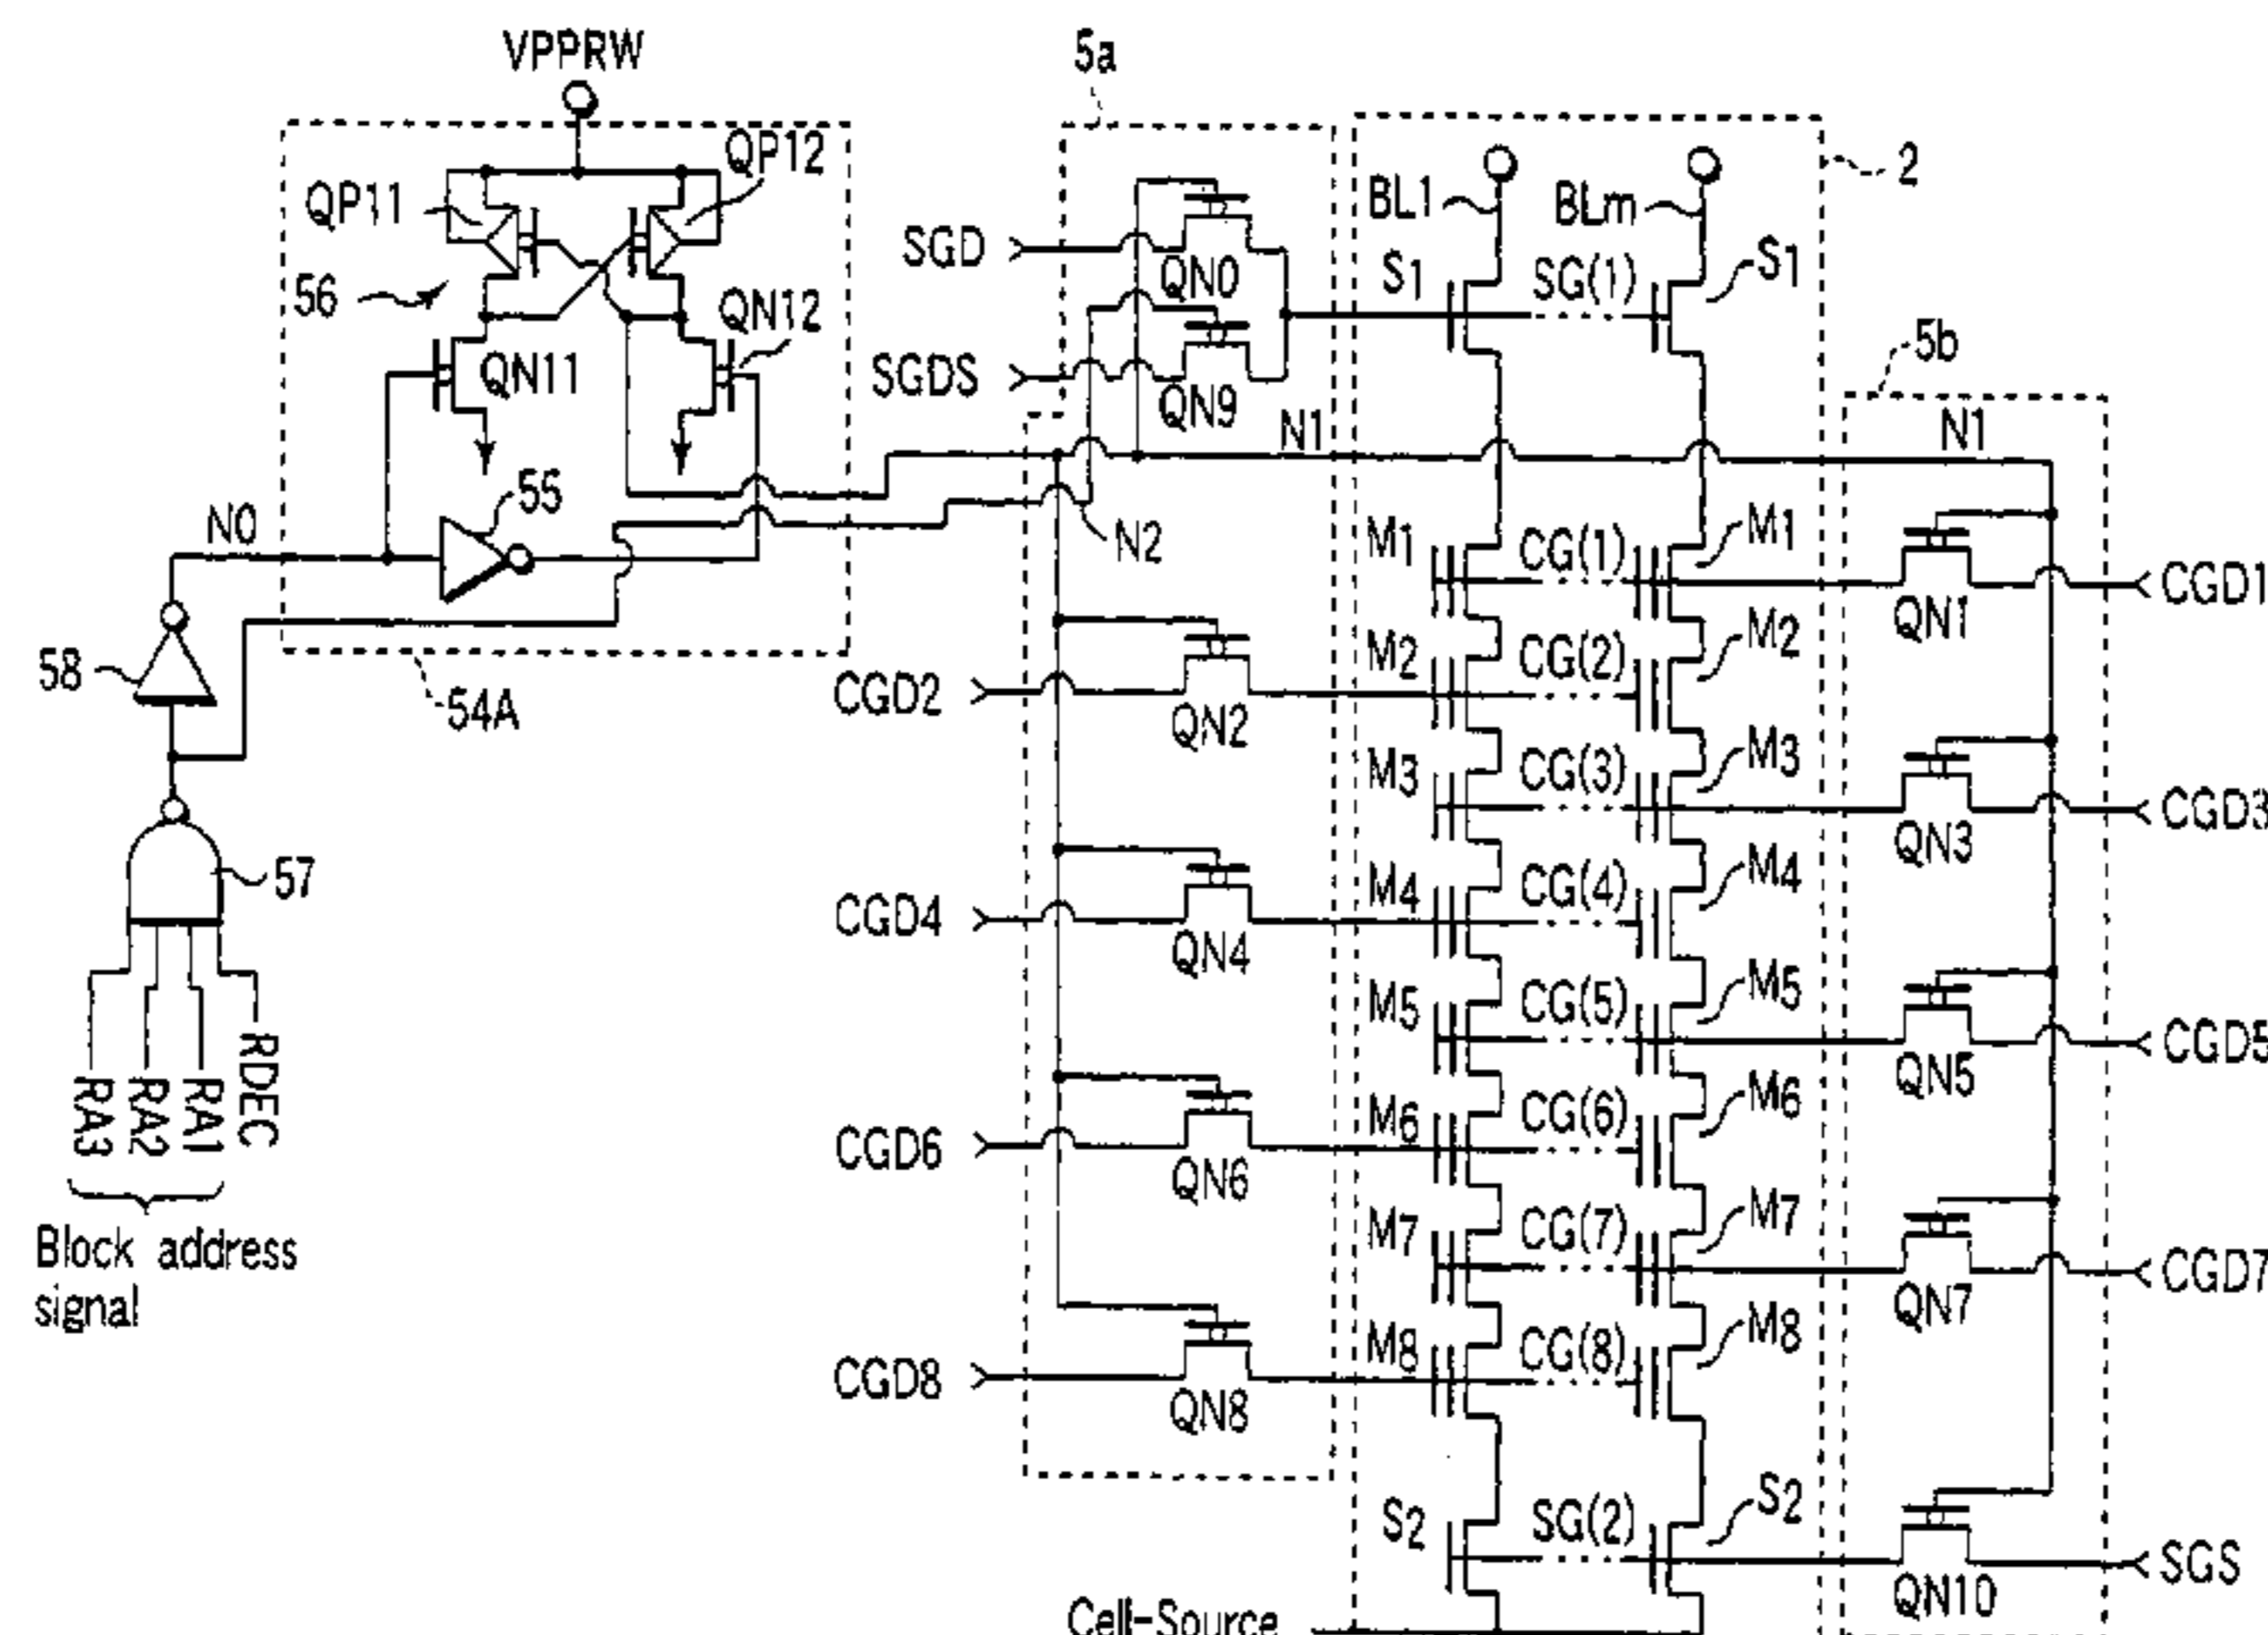 VPPRW
5a
QP12
QP11
2
BL1
BLm
SGD
QN0
S1
SG(1)
S1
56
QN12
5b
QN11
SGDS
QN9
N1
N1
55
N0
N2
M1
CG(1)
M1
CGD1
QN1
58
54A
M2
CG(2)
M2
CGD2
QN2
M3
CG(3)
M3
CGD3
QN3
57
M4
CG(4)
M4
CGD4
QN4
M5
CG(5)
M5
CGD5
QN5
RA3
RA2
RA1
RDEC
M6
CG(6)
M6
CGD6
QN6
Block address
signal
M7
CG(7)
M7
CGD7
QN7
M8
CG(8)
M8
CGD8
QN8
S2
SG(2)
S2
SGS
QN10
Cell-Source